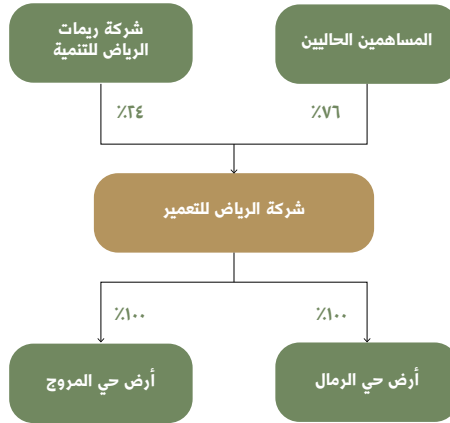 المساهمين الحاليين
شركة ريمات
الرياض للتنمية
٪٧٦
٪٢٤
شركة الرياض للتعمير
٪١٠٠
٪١٠٠
أرض حي الرمال
أرض حي المروج